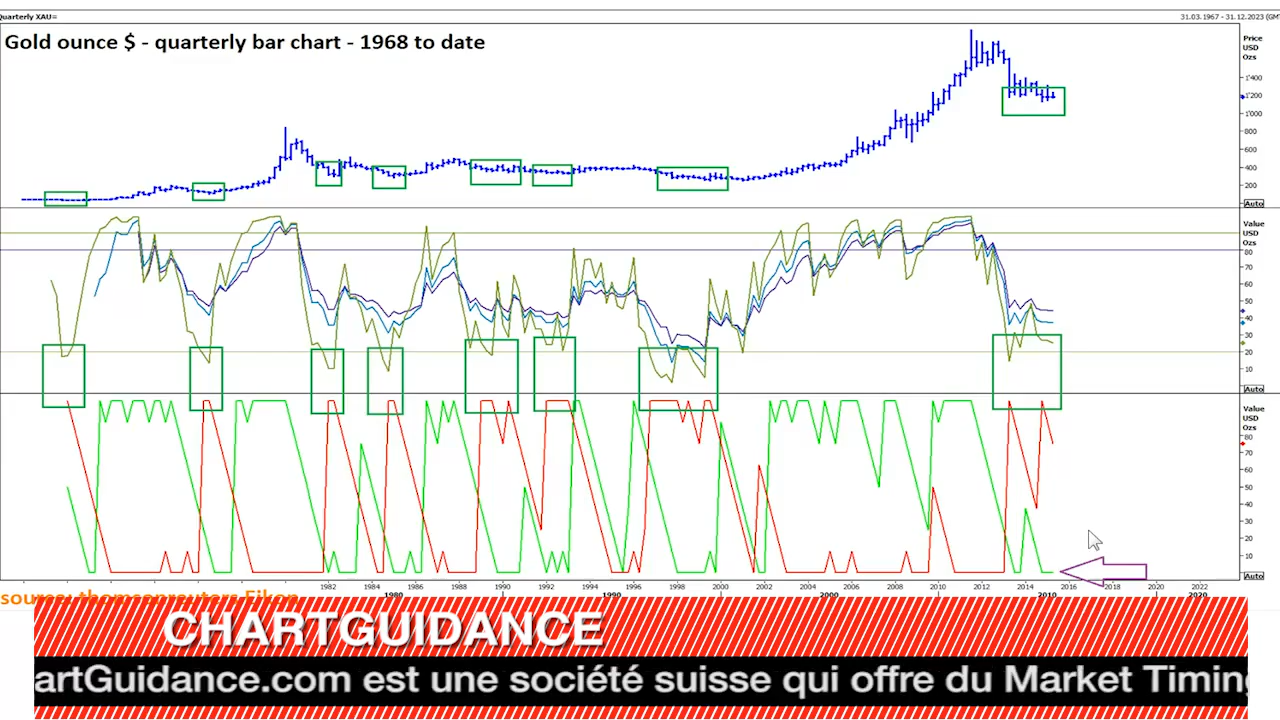 Quarterly XAU=
31.03.1967 - 31.12.2023 (GMT
Gold ounce $ - quarterly bar chart - 1968 to date
Price
USD
Ozs
1'400
1'200
1'000
800
600
400
200
Auto
Value
USD
Ozs
80
70
60
50
40
30
20
10
Auto
Value
USD
Ozs
80
70
60
50
40
30
20
10
Auto
1982 1984 1986 1988 1990 1992 1994 1996 1998 2000 2002 2004 2006 2008 2010 2012 2014 2016 2018 2020 2022
1980 1990 2000 2010 2020
source: thomsonreuters Eikon
CHARTGUIDANCE
artGuidance.com est une société suisse qui offre du Market Timing